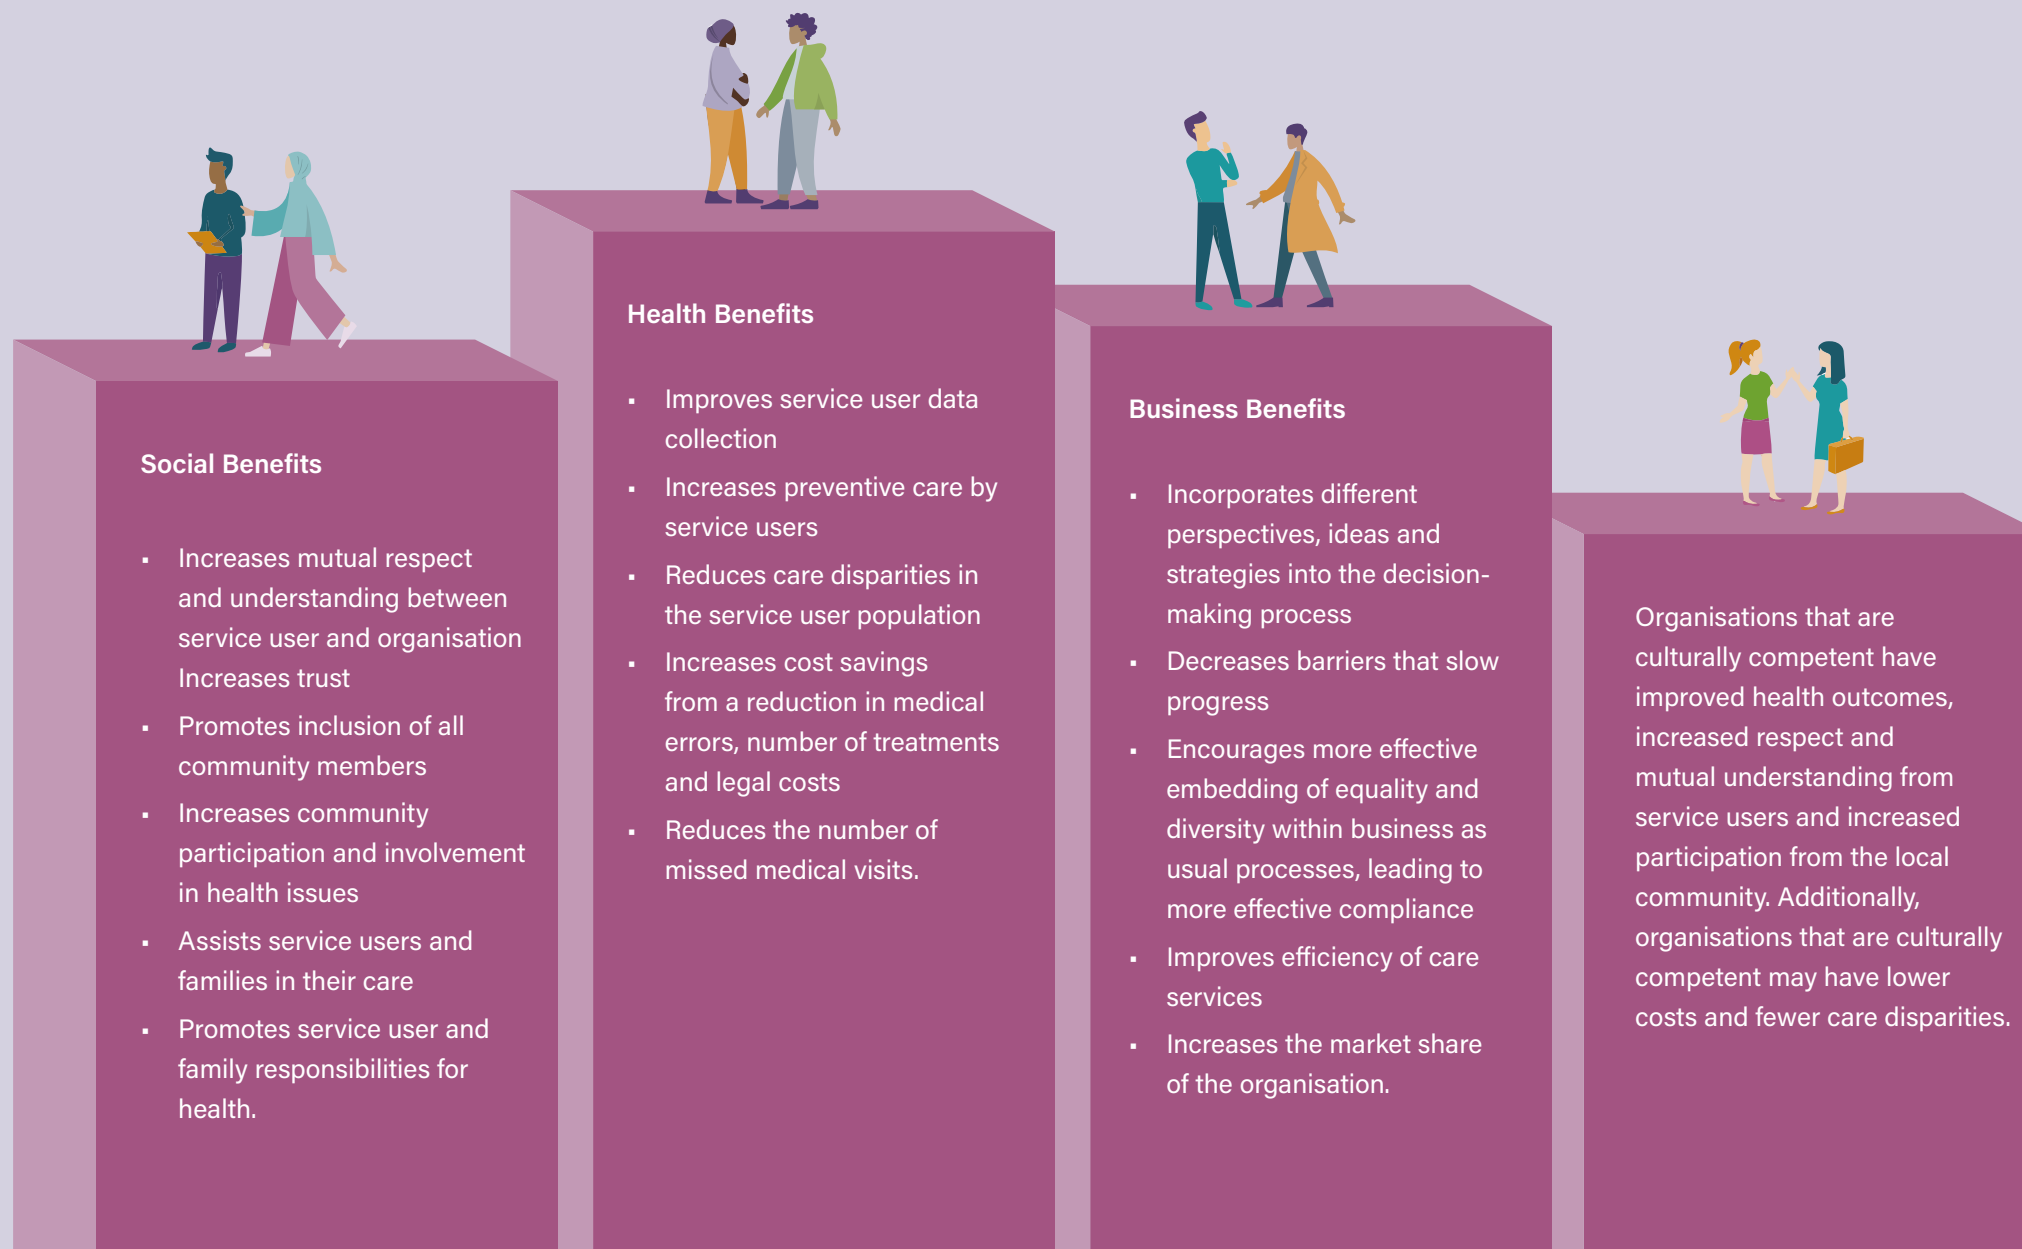 Social Benefits
▪ Increases mutual respect
and understanding between
service user and organisation
Increases trust
▪ Promotes inclusion of all
community members
▪ Increases community
participation and involvement
in health issues
▪ Assists service users and
families in their care
▪ Promotes service user and
family responsibilities for
health.
Health Benefits
▪ Improves service user data
collection
▪ Increases preventive care by
service users
▪ Reduces care disparities in
the service user population
▪ Increases cost savings
from a reduction in medical
errors, number of treatments
and legal costs
▪ Reduces the number of
missed medical visits.
Business Benefits
▪ Incorporates different
perspectives, ideas and
strategies into the decision-
making process
▪ Decreases barriers that slow
progress
▪ Encourages more effective
embedding of equality and
diversity within business as
usual processes, leading to
more effective compliance
▪ Improves efficiency of care
services
▪ Increases the market share
of the organisation.
Organisations that are
culturally competent have
improved health outcomes,
increased respect and
mutual understanding from
service users and increased
participation from the local
community. Additionally,
organisations that are culturally
competent may have lower
costs and fewer care disparities.